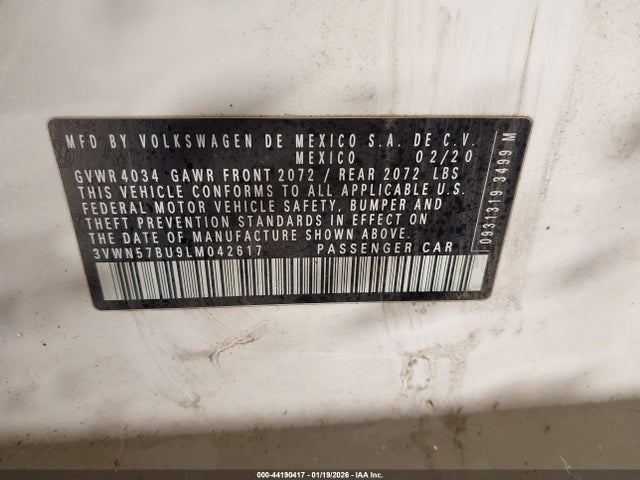 MFD BY VOLKSWAGEN DE MEXICO S.A. DE C.V.
MEXICO 02/20
GVWR 4034 GAWR FRONT 2072 / REAR 2072 LBS
THIS VEHICLE CONFORMS TO ALL APPLICABLE U.S.
FEDERAL MOTOR VEHICLE SAFETY, BUMPER AND
THEFT PREVENTION STANDARDS IN EFFECT ON
THE DATE OF MANUFACTURE SHOWN ABOVE.
3VWN57BU9LM042617 PASSENGER CAR
0931319 3499 M
000-44190417 - 01/19/2026 - IAA Inc.